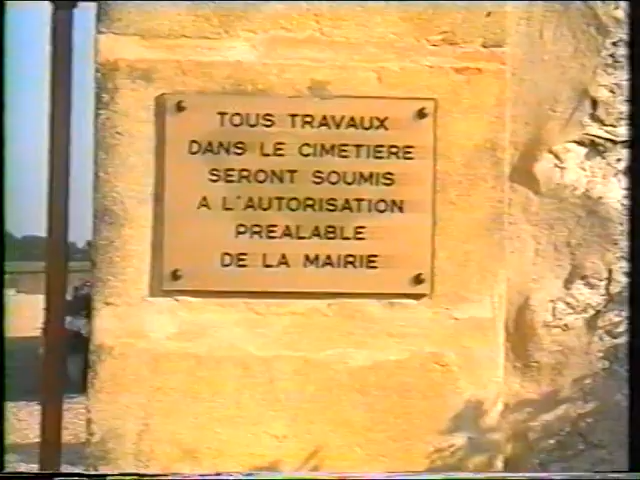 TOUS TRAVAUX
DANS LE CIMETIERE
SERONT SOUMIS
A L'AUTORISATION
PREALABLE
DE LA MAIRIE